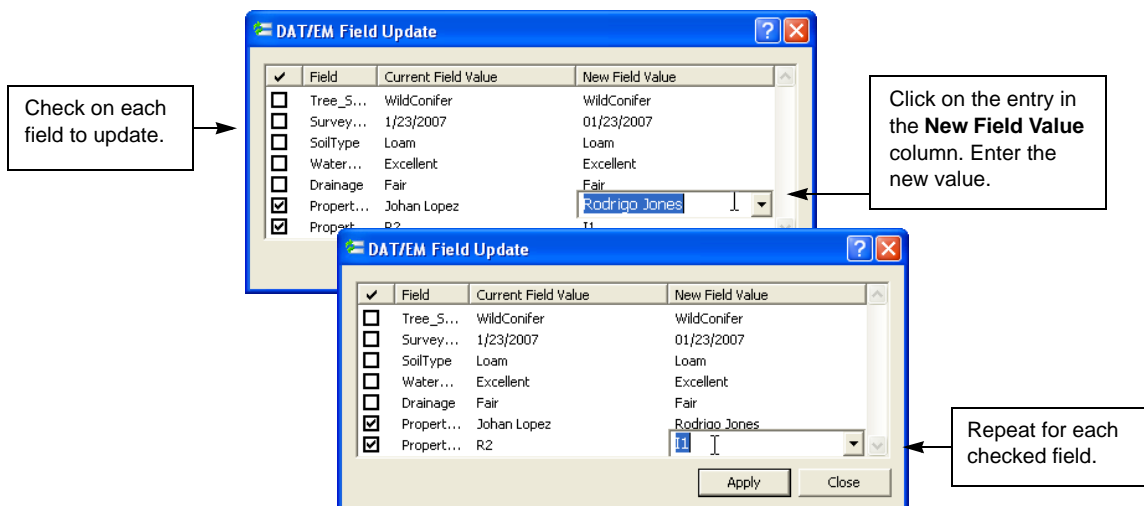 DAT/EM Field Update
Field Current Field Value New Field Value
Tree_S... WildConifer WildConifer
Survey... 1/23/2007 01/23/2007
SoilType Loam Loam
Water... Excellent Excellent
Drainage Fair Fair
Propert... Johan Lopez Rodrigo Jones
Propert... R2 I1
Check on each
field to update.
Click on the entry in
the New Field Value
column. Enter the
new value.
DAT/EM Field Update
Field Current Field Value New Field Value
Tree_S... WildConifer WildConifer
Survey... 1/23/2007 01/23/2007
SoilType Loam Loam
Water... Excellent Excellent
Drainage Fair Fair
Propert... Johan Lopez Rodrigo Jones
Propert... R2 I1
Apply Close
Repeat for each
checked field.